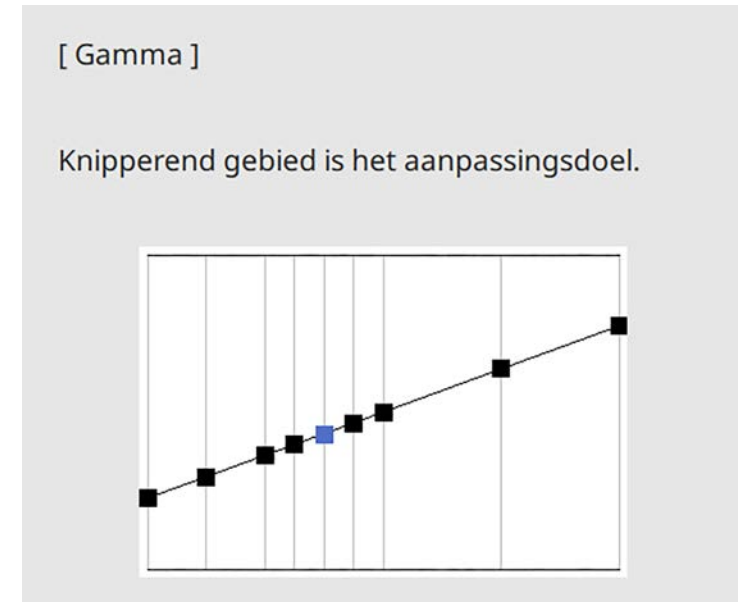 [ Gamma ]
Knipperend gebied is het aanpassingsdoel.